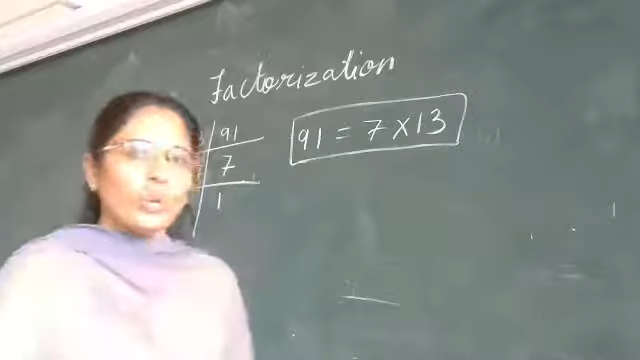 Factorization
91
91 = 7 × 13
7
1